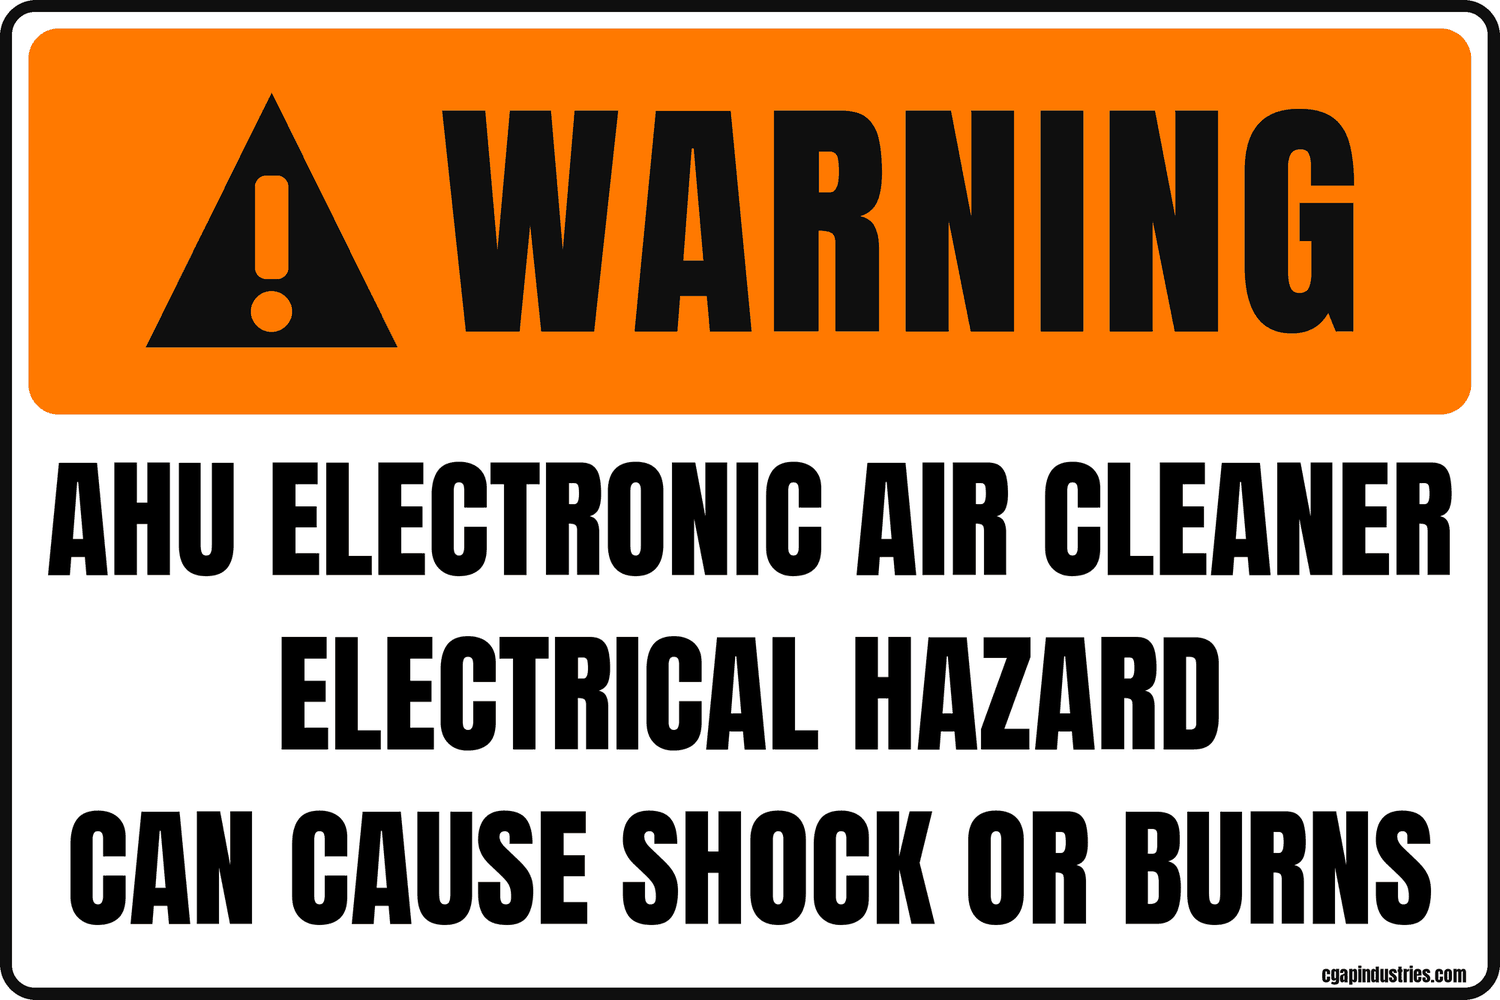 WARNING
AHU ELECTRONIC AIR CLEANER
ELECTRICAL HAZARD
CAN CAUSE SHOCK OR BURNS
cgapindustries.com